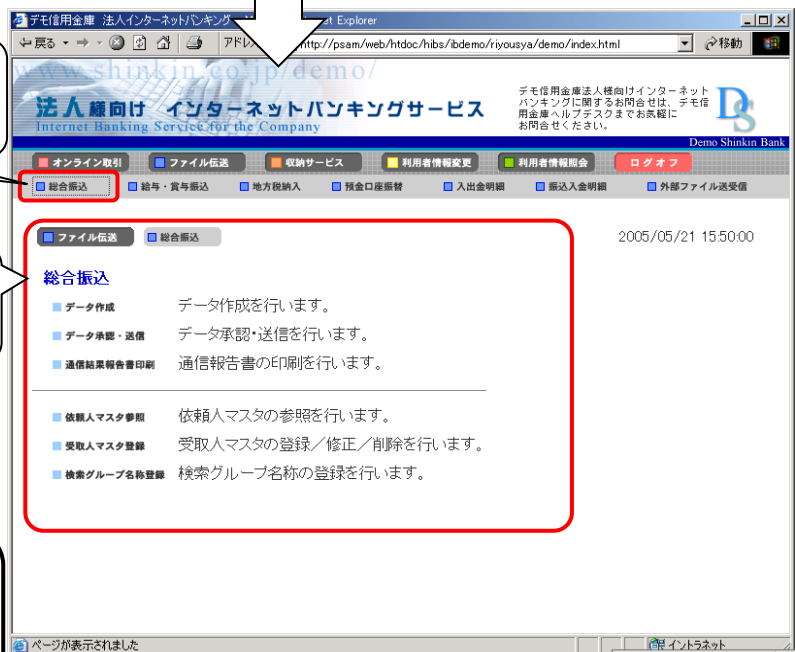 デモ信用金庫 法人インターネットバンキング
et Explorer
戻る
アドレ
http://psam/web/htdoc/hibs/ibdemo/riyousya/demo/index.html
移動
www.shinkin.co.jp/demo/
法人様向け インターネットバンキングサービス
Internet Banking Service for the Company
デモ信用金庫法人様向けインターネット
バンキングに関するお問合せは、デモ信
用金庫ヘルプデスクまでお気軽に
お問合せください。
DS
Demo Shinkin Bank
オンライン取引 ファイル伝送 収納サービス 利用者情報変更 利用者情報照会 ログオフ
総合振込 給与・賞与振込 地方税納入 預金口座振替 入出金明細 振込入金明細 外部ファイル送受信
ファイル伝送 総合振込 2005/05/21 15:50:00
総合振込
データ作成 データ作成を行います。
データ承認・送信 データ承認・送信を行います。
通信結果報告書印刷 通信報告書の印刷を行います。
依頼人マスタ参照 依頼人マスタの参照を行います。
受取人マスタ登録 受取人マスタの登録／修正／削除を行います。
検索グループ名称登録 検索グループ名称の登録を行います。
ページが表示されました イントラネット